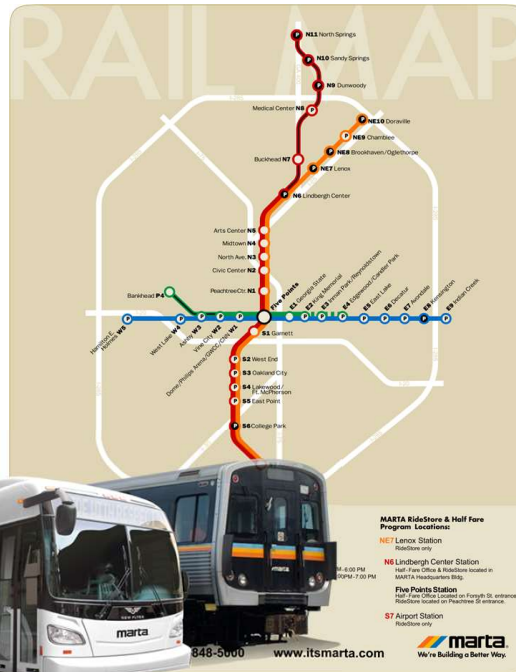 RAIL MAP
N11 North Springs
N10 Sandy Springs
N9 Dunwoody
Medical Center N8
NE10 Doraville
NE9 Chamblee
NE8 Brookhaven/Oglethorpe
Buckhead N7
NE7 Lenox
N6 Lindbergh Center
Arts Center N5
Midtown N4
North Ave. N3
Civic Center N2
Peachtree Ctr. N1
Bankhead P4
Five Points
E1 Georgia State
E2 King Memorial
E3 Inman Park/Reynoldstown
E4 Edgewood/Candler Park
E5 East Lake
E6 Decatur
E7 Avondale
E8 Kensington
E9 Indian Creek
Hamilton E.
Holmes W5
West Lake W4
Ashby W3
Vine City W2
Dome/Philips Arena/GWCC/CNN W1
S1 Garnett
S2 West End
S3 Oakland City
S4 Lakewood/
Ft. McPherson
S5 East Point
S6 College Park
MARTA RideStore & Half Fare
Program Locations:
NE7 Lenox Station
RideStore only
N6 Lindbergh Center Station
Half-Fare Office & RideStore located in
MARTA Headquarters Bldg.
Five Points Station
Half-Fare Office Located on Forsyth St. entrance
RideStore located on Peachtree St. entrance.
S7 Airport Station
RideStore only
M-6:00 PM
00PM-7:00 PM
marta
848-5000
www.itsmarta.com
marta
We're Building a Better Way.